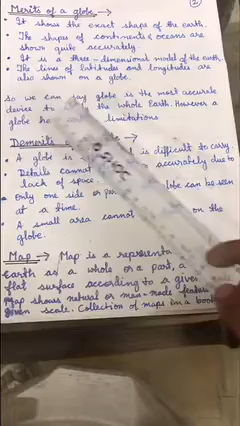 2
Merits of a globe →
• It shows the exact shape of the earth.
• The shapes of continents & oceans are
shown quite accurately.
• It is a three-dimensional model of the earth.
• The lines of latitudes and longitudes are
also shown on a globe.
So we can say globe is the most accurate
device to the whole Earth. However a
globe limitations
Demerits
• A globe is is difficult to carry.
• Details cannot accurately due to
lack of space.
• Only one side or globe can be seen
at a time.
• A small area cannot on the
globe.
Map → Map is a
Earth as a whole or a part, a
flat surface according to a given
Map shows natural or man-made
given scale. Collection of maps in a book